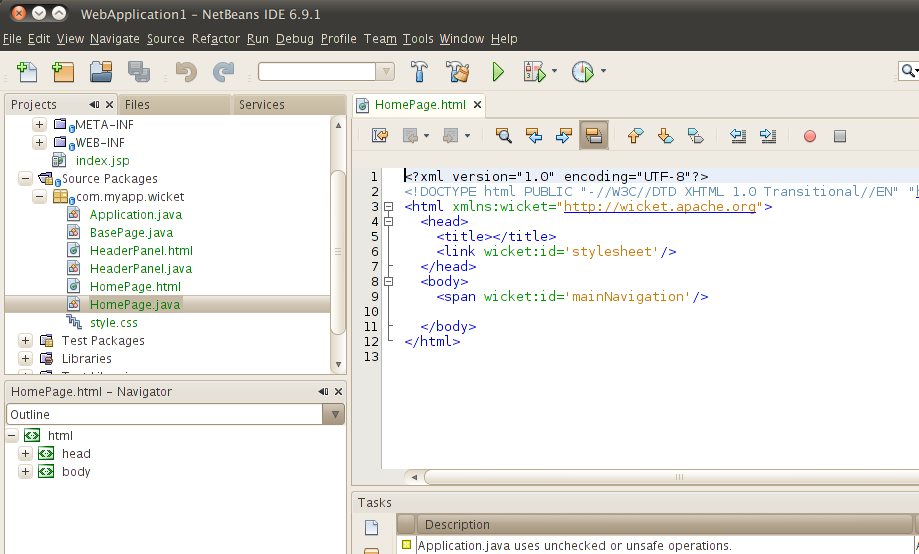 WebApplication1 - NetBeans IDE 6.9.1
File Edit View Navigate Source Refactor Run Debug Profile Team Tools Window Help
Projects
Files
Services
META-INF
WEB-INF
index.jsp
Source Packages
com.myapp.wicket
Application.java
BasePage.java
HeaderPanel.html
HeaderPanel.java
HomePage.html
HomePage.java
style.css
Test Packages
Libraries
HomePage.html - Navigator
Outline
html
head
body
HomePage.html
1 <?xml version="1.0" encoding="UTF-8"?>
2 <!DOCTYPE html PUBLIC "-//W3C//DTD XHTML 1.0 Transitional//EN" "
3 <html xmlns:wicket="http://wicket.apache.org">
4 <head>
5 <title></title>
6 <link wicket:id='stylesheet'/>
7 </head>
8 <body>
9 <span wicket:id='mainNavigation'/>
10
11 </body>
12 </html>
13
Tasks
Description
Application.java uses unchecked or unsafe operations.